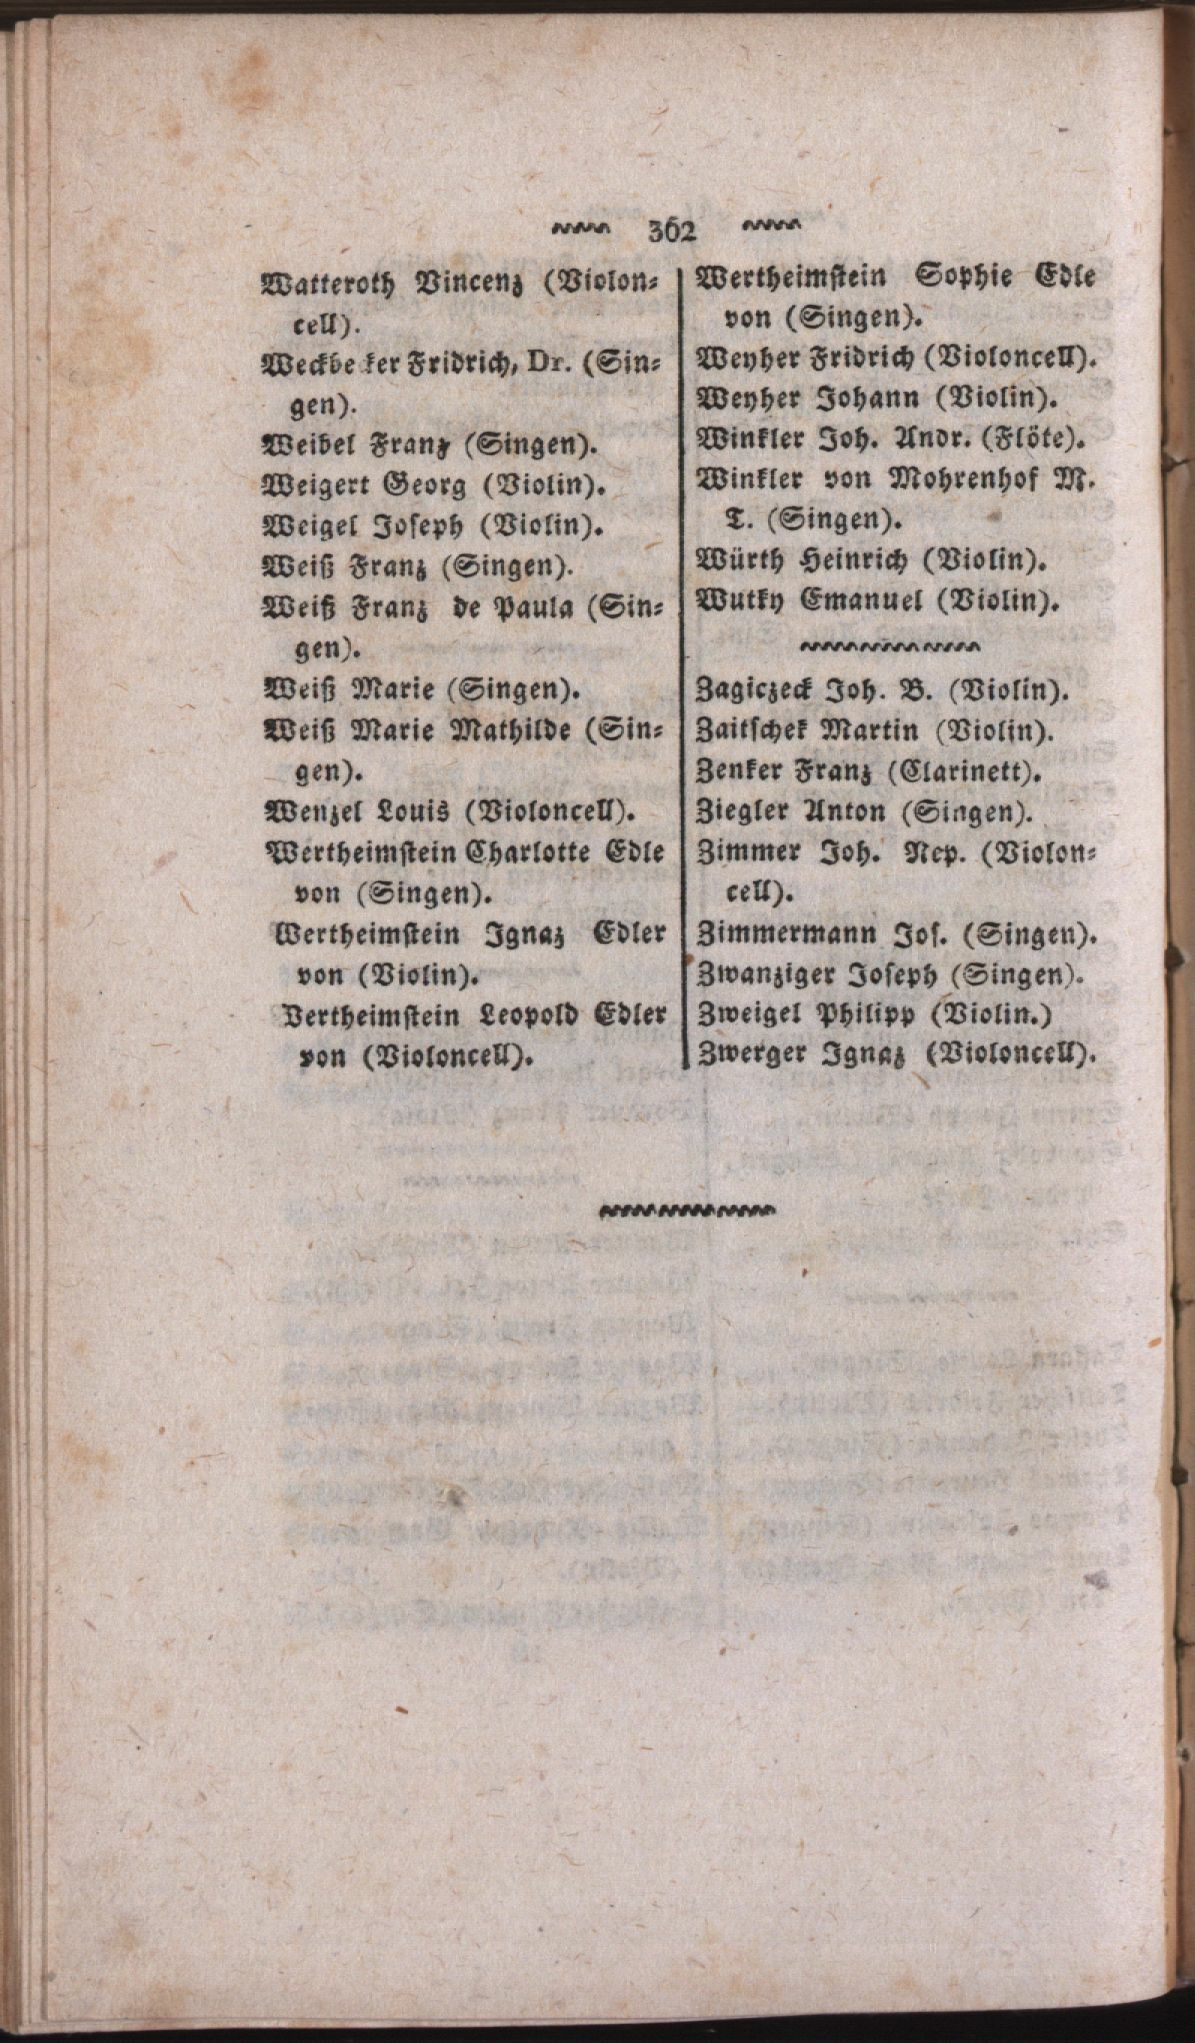 362
Watteroth Vincenz (Violon=
cell).
Weckbecker Fridrich, Dr. (Sin=
gen).
Weibel Franz (Singen).
Weigert Georg (Violin).
Weigel Joseph (Violin).
Weiß Franz (Singen).
Weiß Franz de Paula (Sin=
gen).
Weiß Marie (Singen).
Weiß Marie Mathilde (Sin=
gen).
Wenzel Louis (Violoncell).
Wertheimstein Charlotte Edle
von (Singen).
Wertheimstein Ignaz Edler
von (Violin).
Wertheimstein Leopold Edler
von (Violoncell).
Wertheimstein Sophie Edle
von (Singen).
Weyher Fridrich (Violoncell).
Weyher Johann (Violin).
Winkler Joh. Andr. (Flöte).
Winkler von Mohrenhof M.
T. (Singen).
Würth Heinrich (Violin).
Wutky Emanuel (Violin).
Zagiczeck Joh. B. (Violin).
Zaitschek Martin (Violin).
Zenker Franz (Clarinett).
Ziegler Anton (Singen).
Zimmer Joh. Nep. (Violon=
cell).
Zimmermann Jos. (Singen).
Zwanziger Joseph (Singen).
Zweigel Philipp (Violin.)
Zwerger Ignaz (Violoncell).